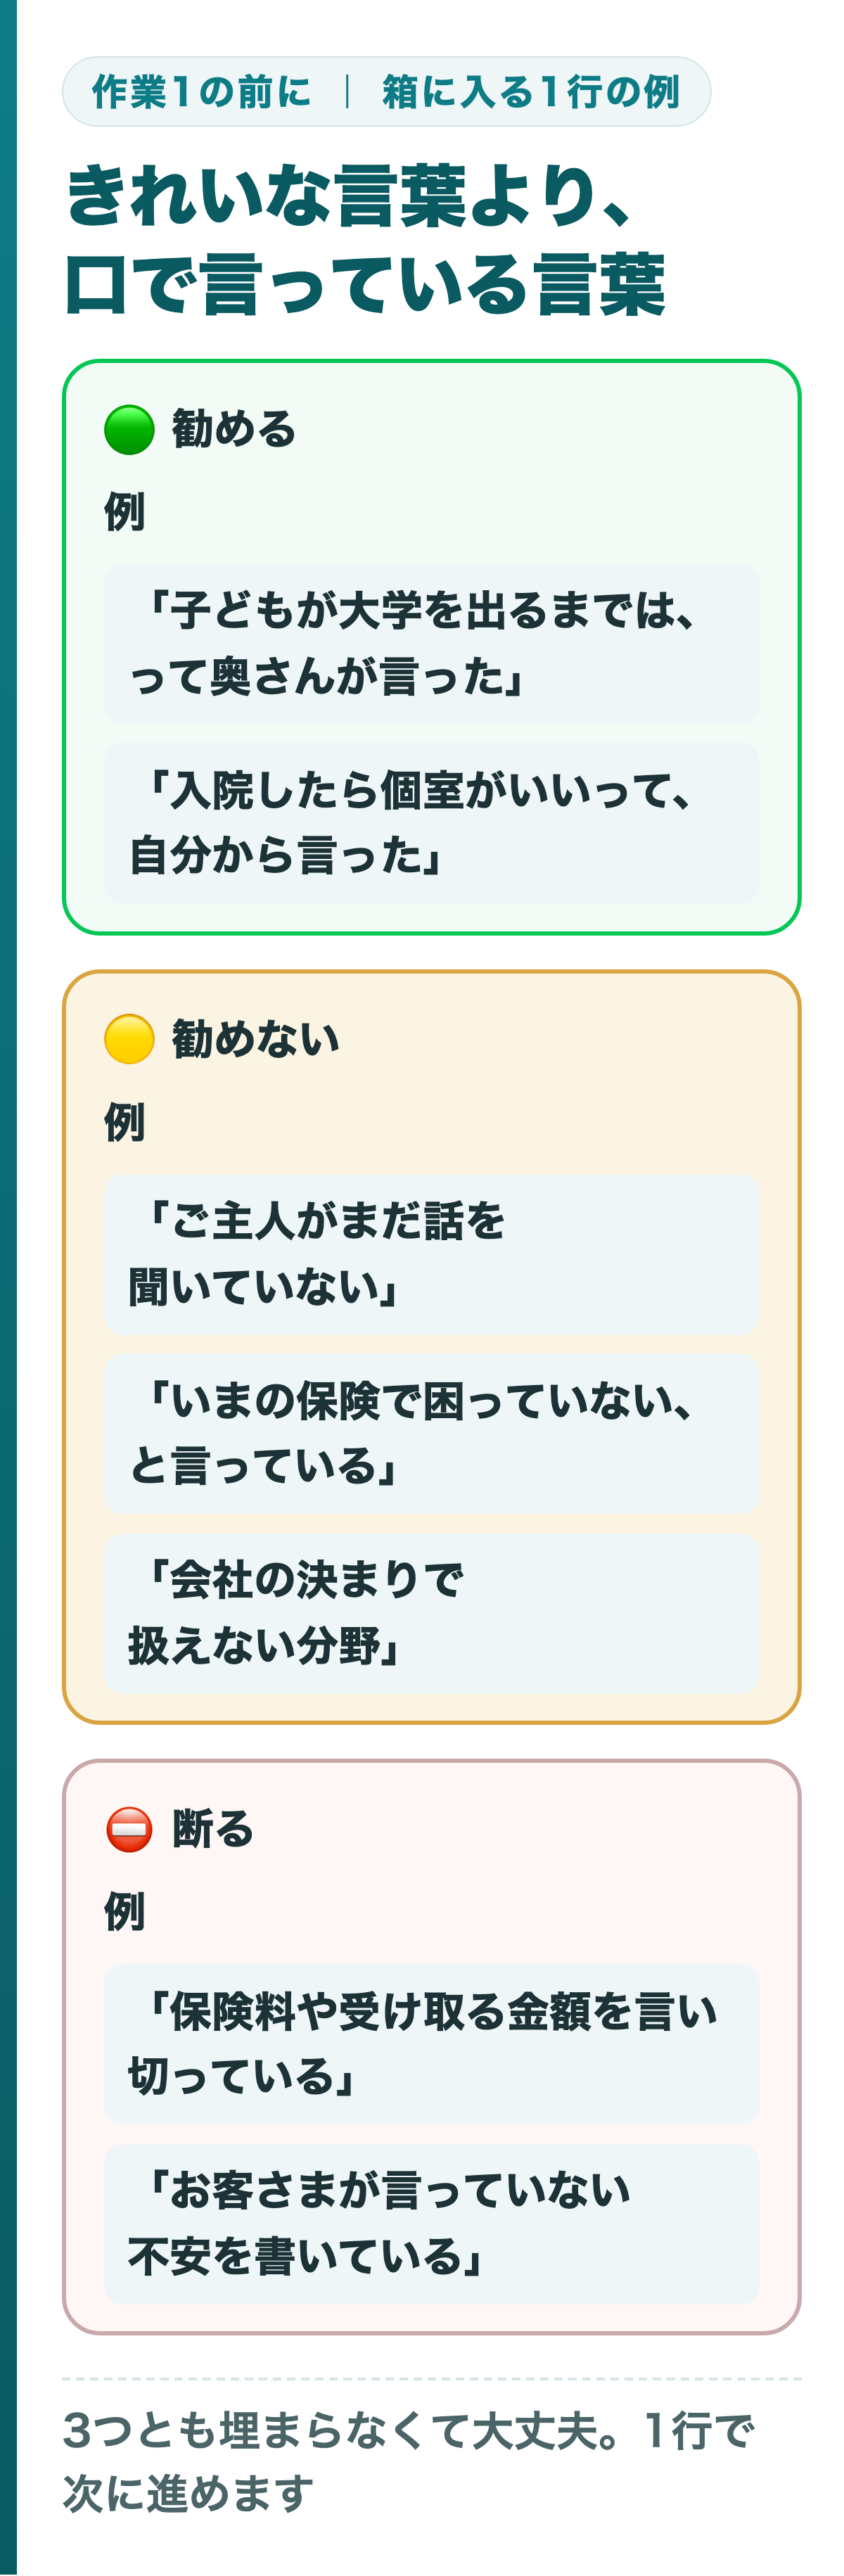 作業1の前に ｜ 箱に入る1行の例
きれいな言葉より、
口で言っている言葉
勧める
例
「子どもが大学を出るまでは、
って奥さんが言った」
「入院したら個室がいいって、
自分から言った」
勧めない
例
「ご主人がまだ話を
聞いていない」
「いまの保険で困っていない、
と言っている」
「会社の決まりで
扱えない分野」
断る
例
「保険料や受け取る金額を言い
切っている」
「お客さまが言っていない
不安を書いている」
3つとも埋まらなくて大丈夫。1行で
次に進めます